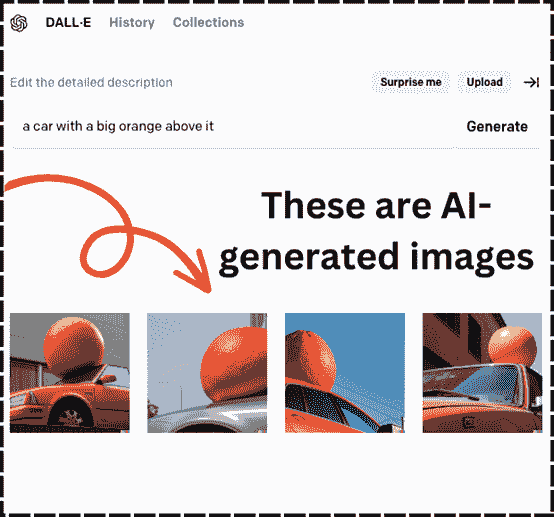 DALL·E History Collections
Edit the detailed description Surprise me Upload
a car with a big orange above it Generate
These are AI-
generated images